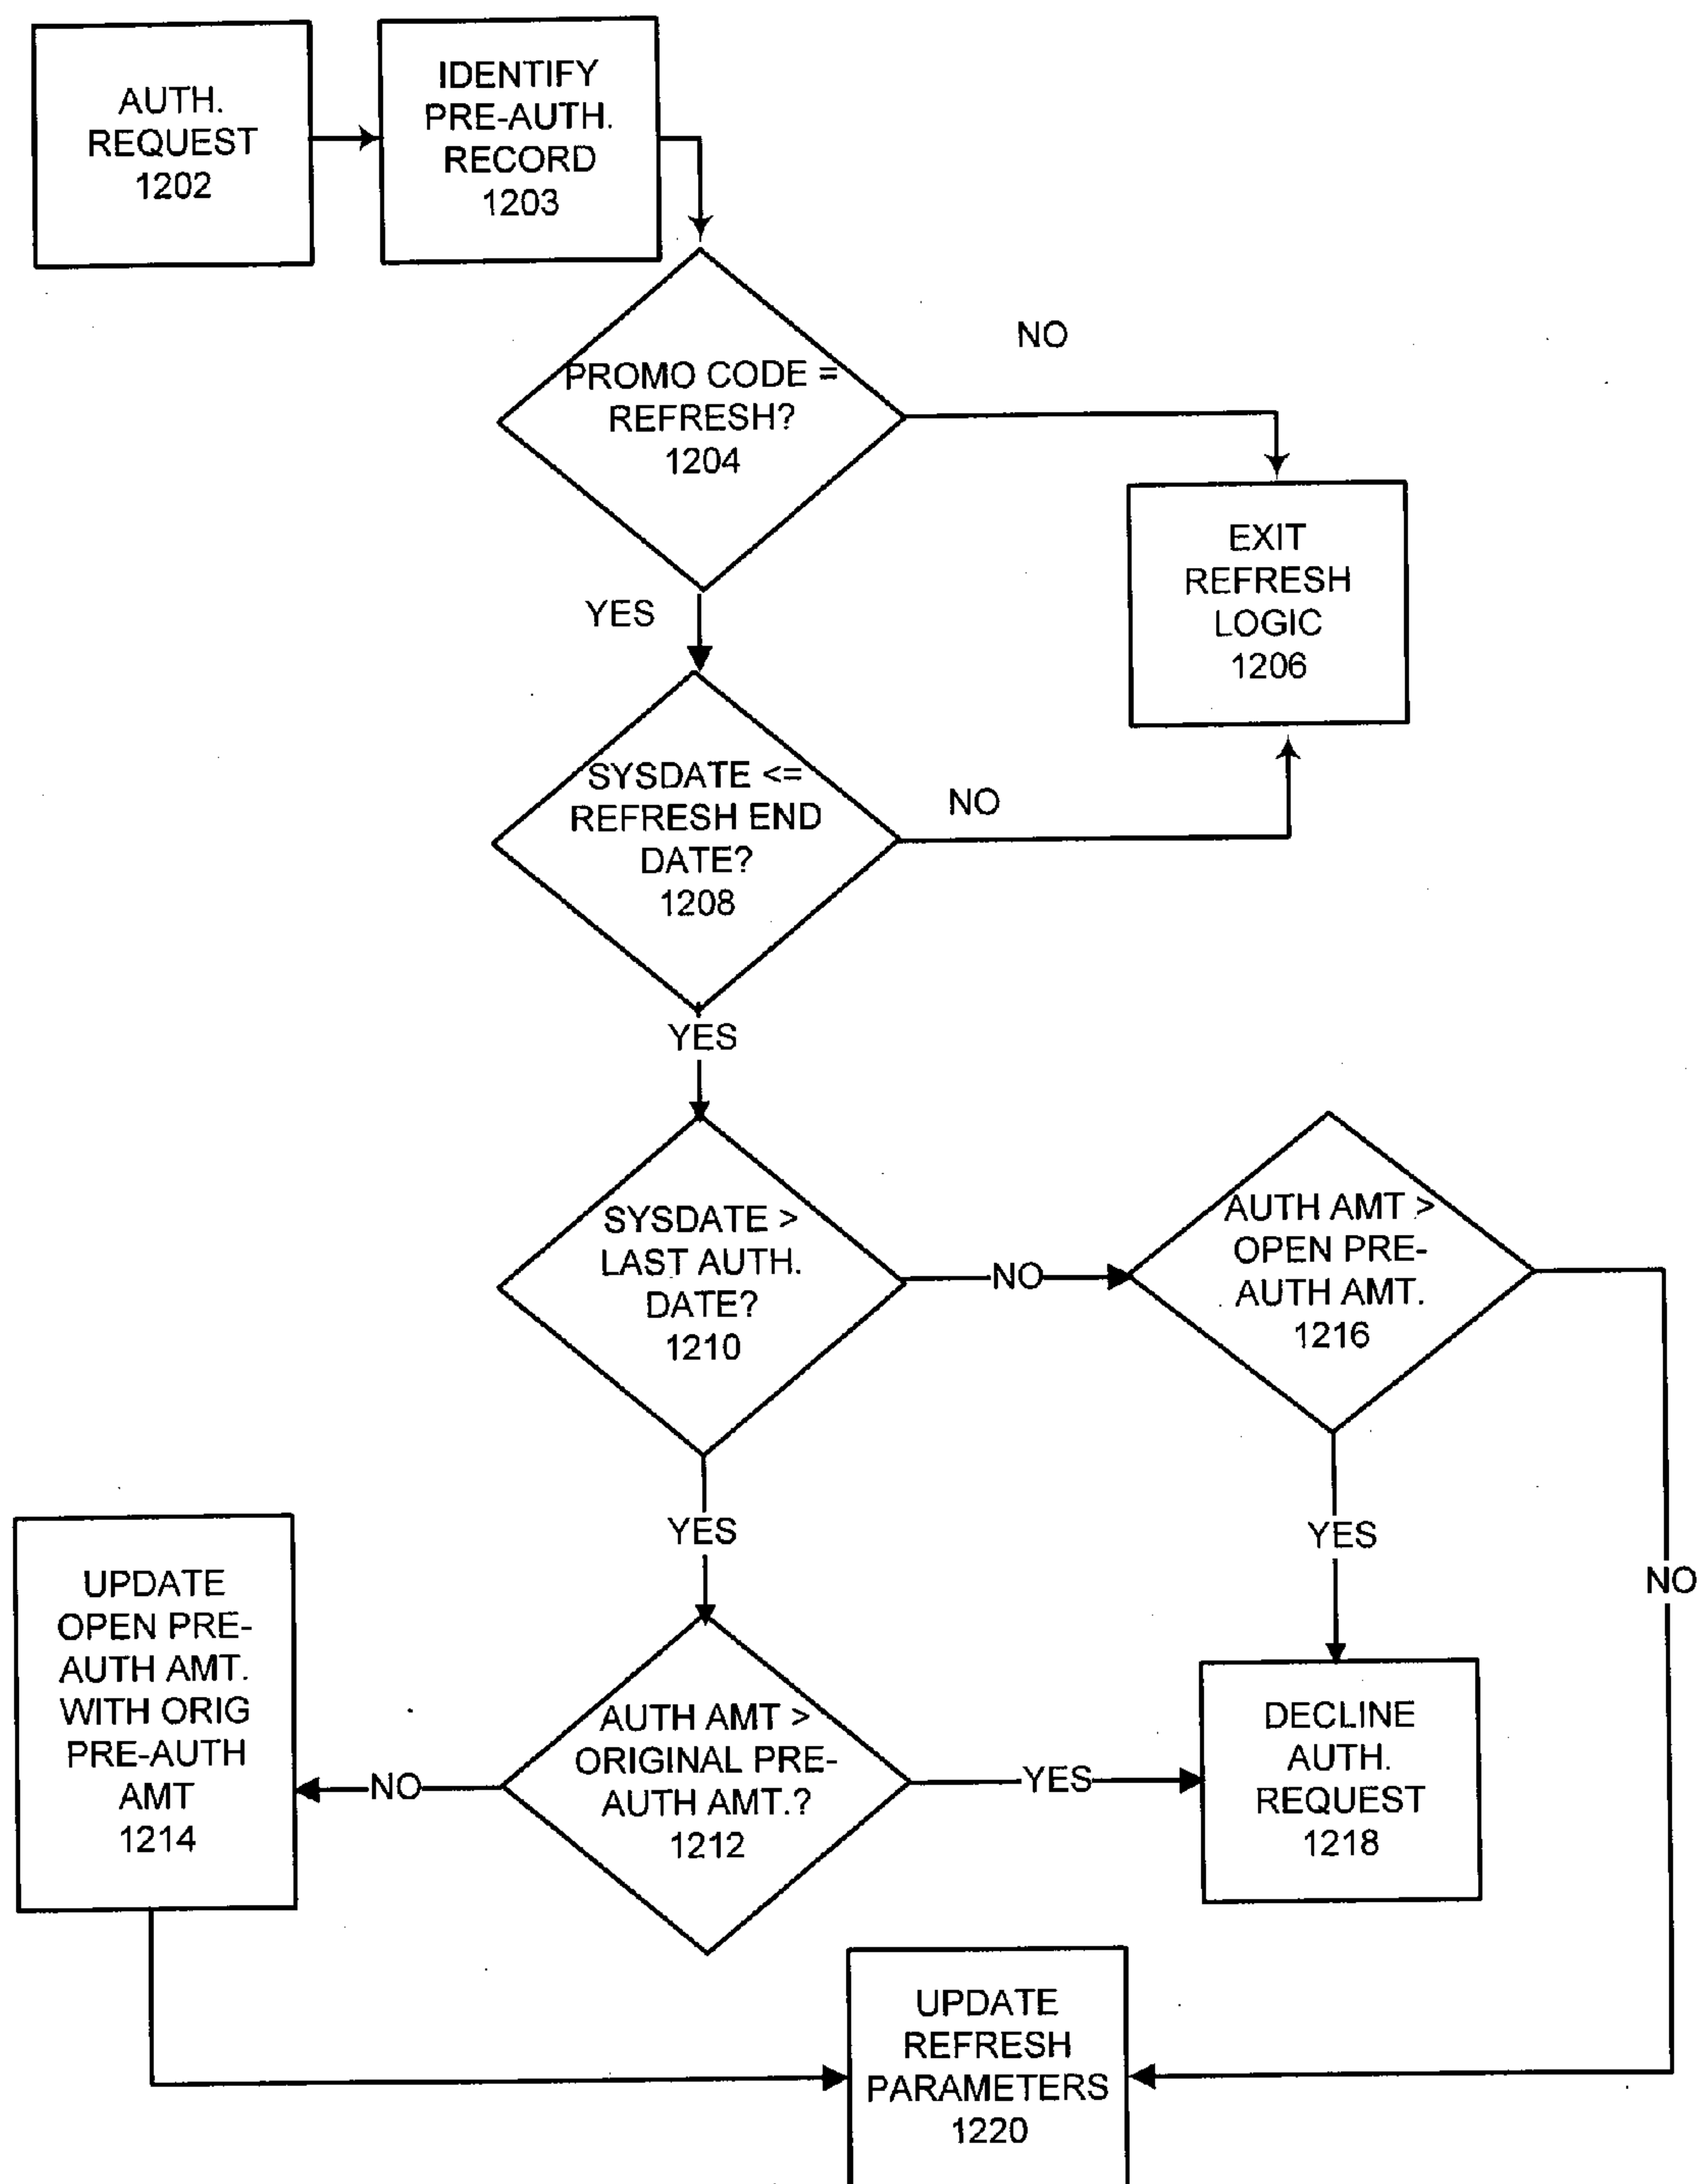 AUTH.
REQUEST
1202
IDENTIFY
PRE-AUTH.
RECORD
1203
PROMO CODE =
REFRESH?
1204
NO
EXIT
REFRESH
LOGIC
1206
YES
SYSDATE <=
REFRESH END
DATE?
1208
NO
YES
SYSDATE >
LAST AUTH.
DATE?
1210
NO
AUTH AMT >
OPEN PRE-
AUTH AMT.
1216
YES
YES
NO
UPDATE
OPEN PRE-
AUTH AMT.
WITH ORIG
PRE-AUTH
AMT
1214
NO
AUTH AMT >
ORIGINAL PRE-
AUTH AMT.?
1212
YES
DECLINE
AUTH.
REQUEST
1218
UPDATE
REFRESH
PARAMETERS
1220